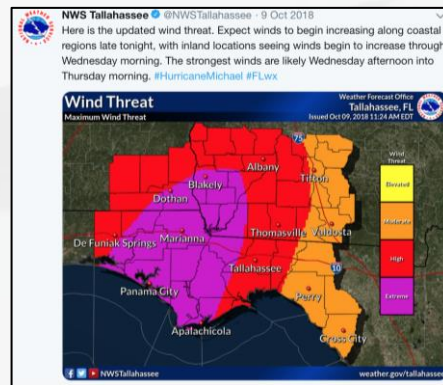 NWS Tallahassee @NWSTallahassee · 9 Oct 2018
Here is the updated wind threat. Expect winds to begin increasing along coastal
regions late tonight, with inland locations seeing winds begin to increase through
Wednesday morning. The strongest winds are likely Wednesday afternoon into
Thursday morning. #HurricaneMichael #FLwx
Wind Threat
Maximum Wind Threat
Weather Forecast Office
Tallahassee, FL
Issued Oct 09, 2018 11:24 AM EDT
75
Wind
Threat
Elevated
Moderate
High
Extreme
Albany
Blakely
Tifton
Dothan
De Funiak Springs
Marianna
Thomasville
Valdosta
Tallahassee
10
Panama City
Perry
Apalachicola
Cross City
NWSTallahassee
weather.gov/tallahassee